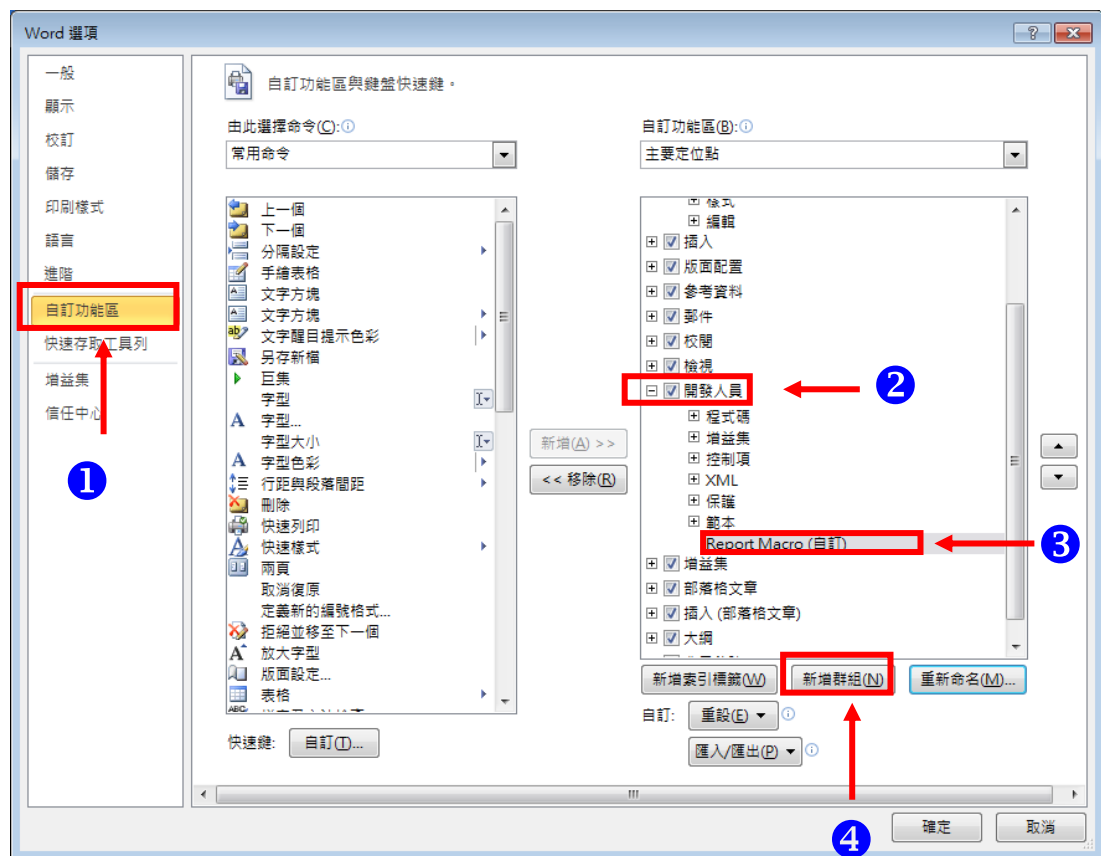 Word 選項
一般
顯示
校訂
儲存
印刷樣式
語言
進階
自訂功能區
快速存取工具列
增益集
信任中心
1
自訂功能區與鍵盤快速鍵。
由此選擇命令(C):
常用命令
上一個
下一個
分隔設定
手繪表格
文字方塊
文字方塊
文字醒目提示色彩
另存新檔
巨集
字型
字型...
字型大小
字型色彩
行距與段落間距
刪除
快速列印
快速樣式
兩頁
取消復原
定義新的編號格式...
拒絕並移至下一個
放大字型
版面設定...
表格
快速鍵: 自訂(T)...
新增(A) >>
<< 移除(R)
自訂功能區(B):
主要定位點
樣式
編輯
插入
版面配置
參考資料
郵件
校閱
檢視
開發人員
2
程式碼
增益集
控制項
XML
保護
範本
Report Macro (自訂)
3
增益集
部落格文章
插入 (部落格文章)
大綱
新增索引標籤(W) 新增群組(N) 重新命名(M)...
自訂: 重設(E)
匯入/匯出(P)
4
確定 取消